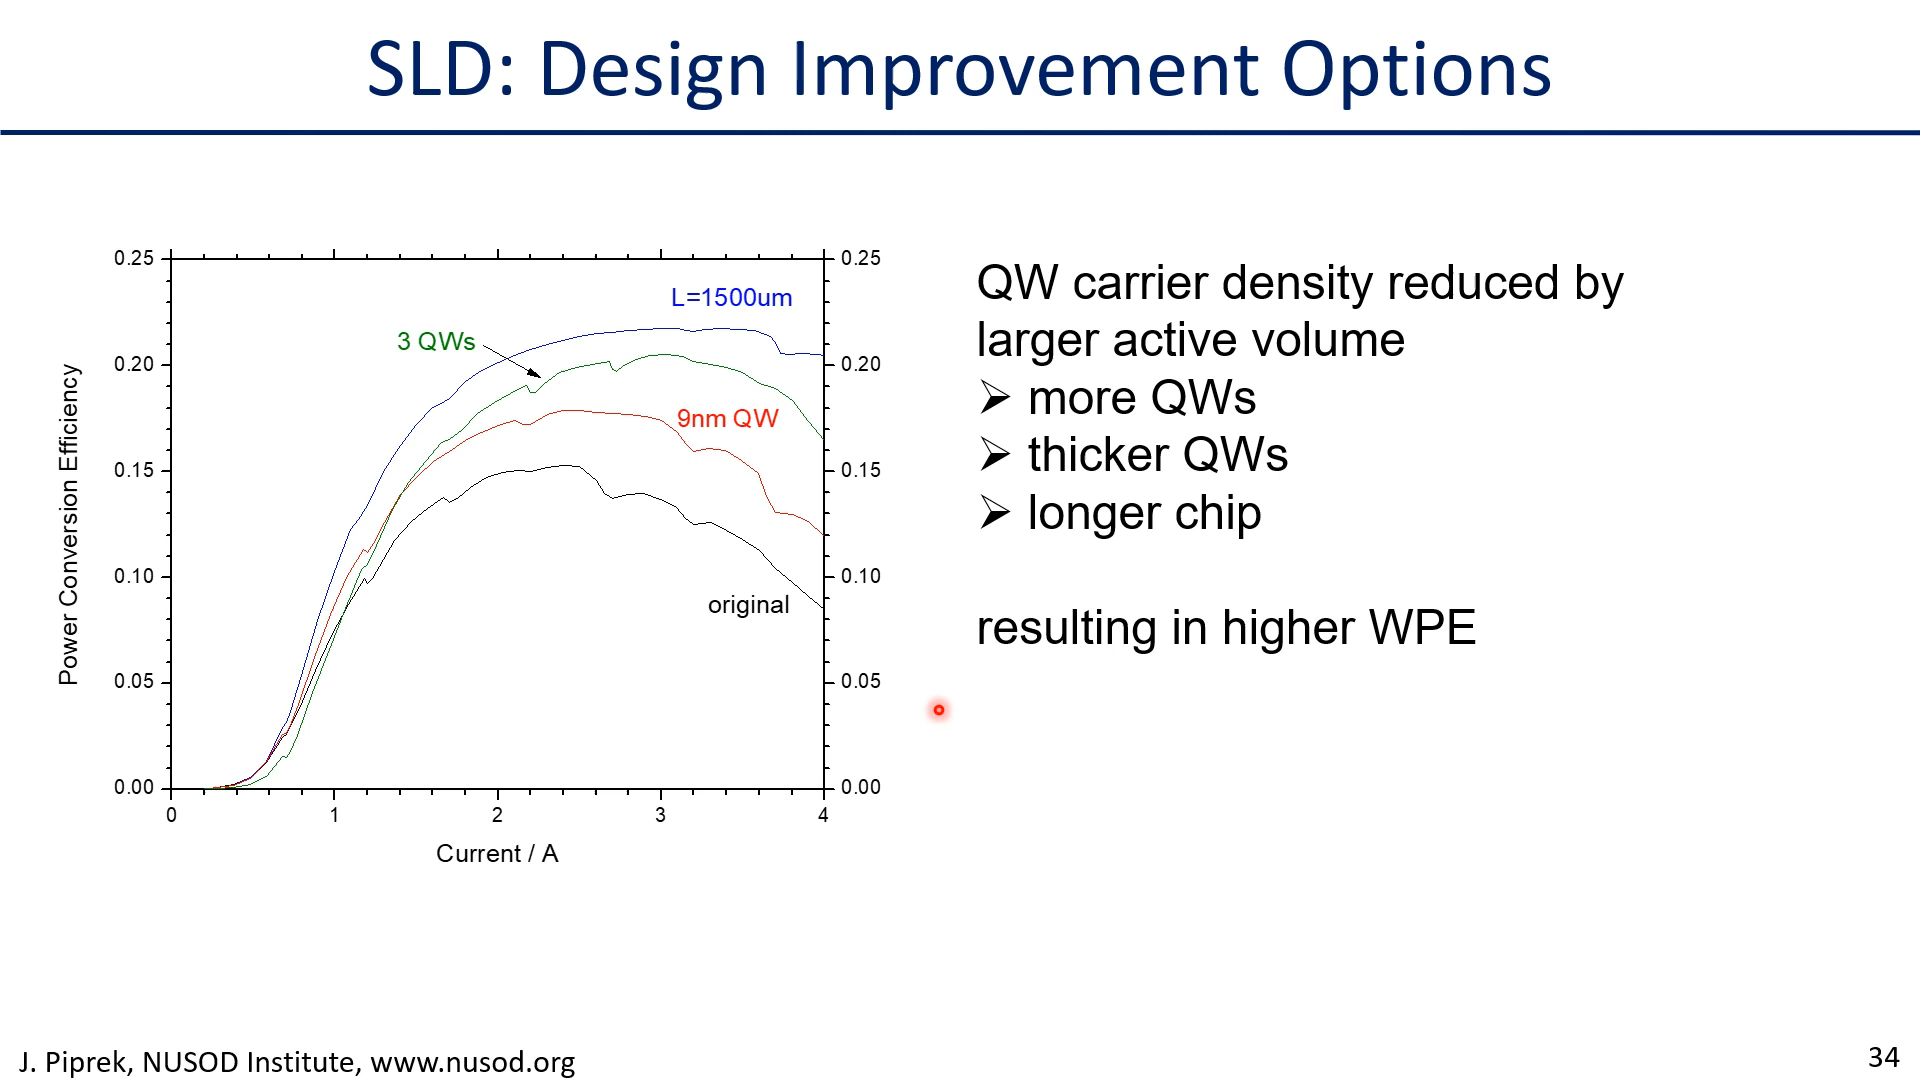 SLD: Design Improvement Options
0.25
0.20
0.15
0.10
0.05
0.00
Power Conversion Efficiency
0
1
2
3
4
Current / A
0.25
0.20
0.15
0.10
0.05
0.00
L=1500um
3 QWs
9nm QW
original
QW carrier density reduced by
larger active volume
➢ more QWs
➢ thicker QWs
➢ longer chip
resulting in higher WPE
J. Piprek, NUSOD Institute, www.nusod.org
34